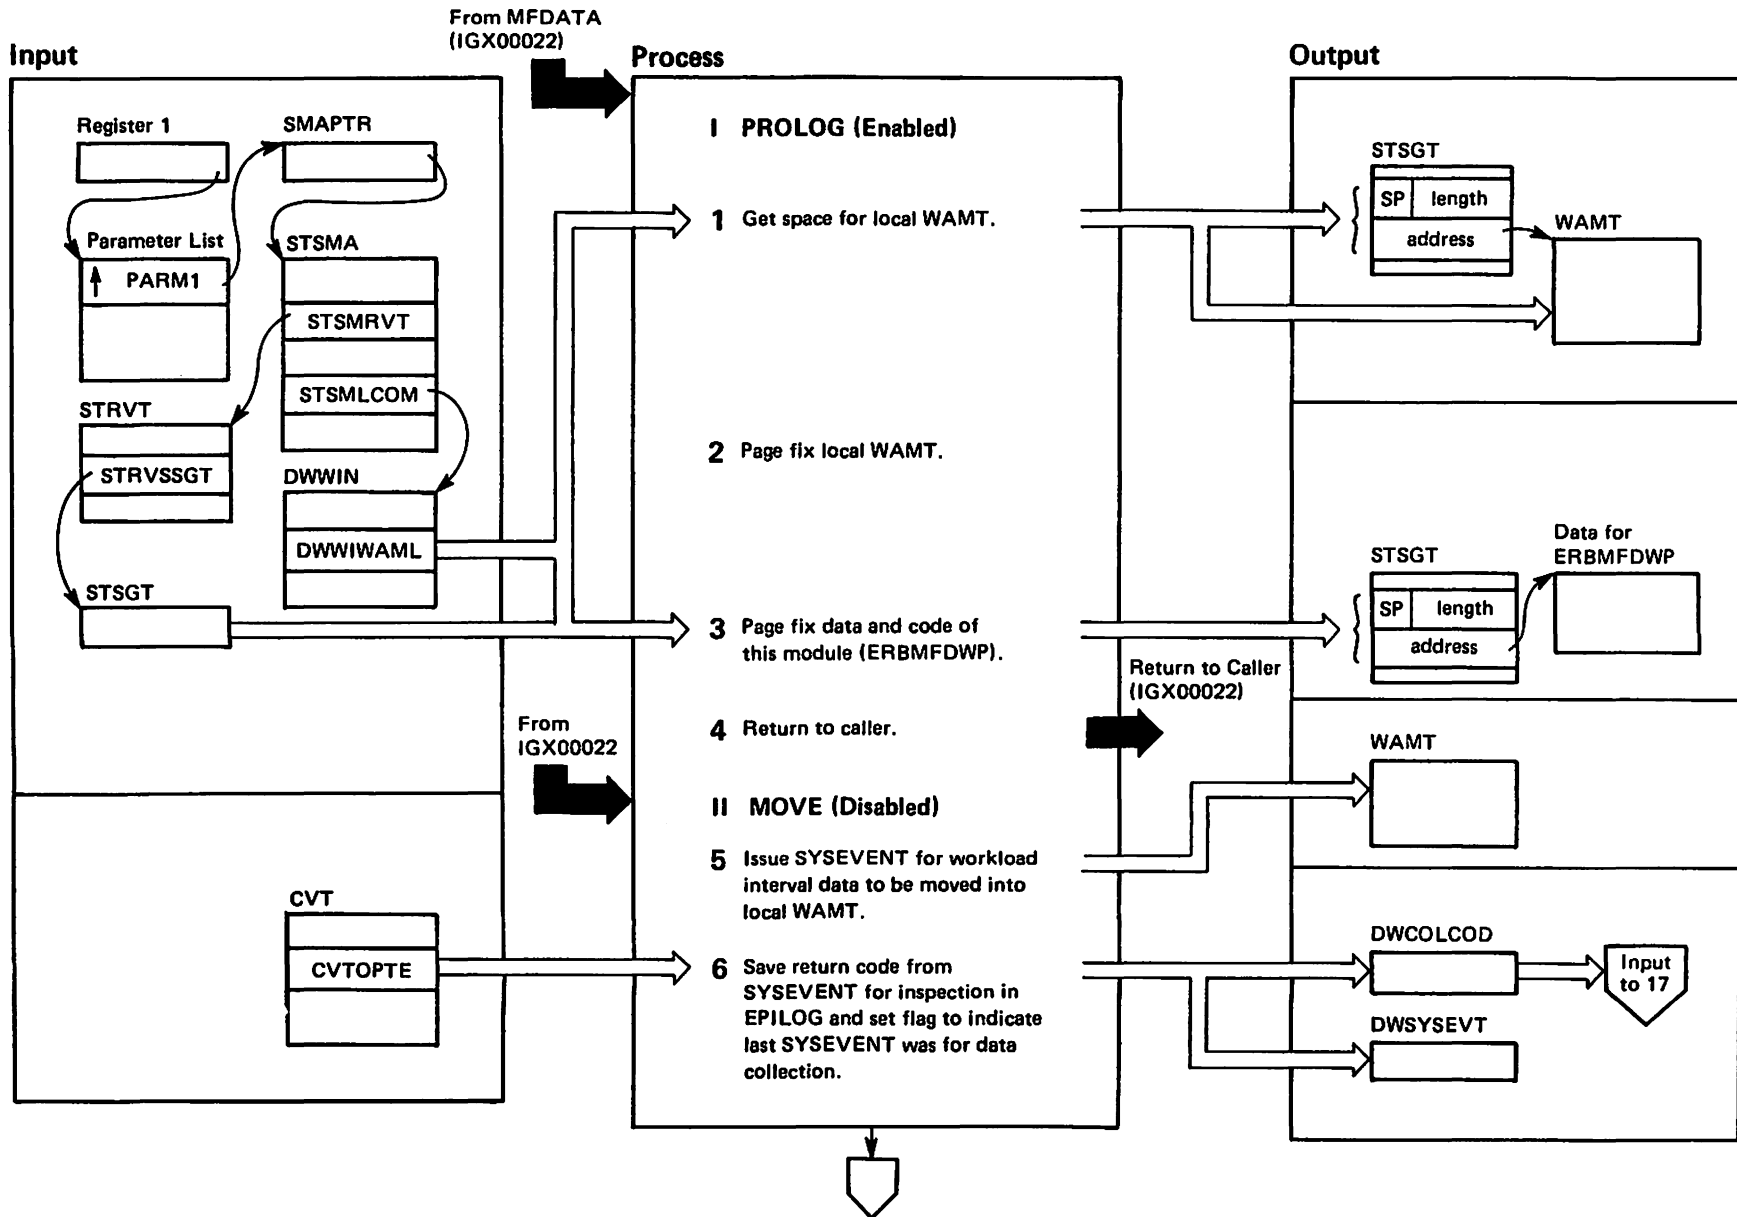 From MFDATA
(IGX00022)
Input
Process
Output
Register 1
SMAPTR
Parameter List
PARM1
STSMA
STSMRVT
STSMLCOM
STRVT
STRVSSGT
DWWIN
DWWIWAML
STSGT
From
IGX00022
CVT
CVTOPTE
I PROLOG (Enabled)
1 Get space for local WAMT.
2 Page fix local WAMT.
3 Page fix data and code of
this module (ERBMFDWP).
4 Return to caller.
II MOVE (Disabled)
5 Issue SYSEVENT for workload
interval data to be moved into
local WAMT.
6 Save return code from
SYSEVENT for inspection in
EPILOG and set flag to indicate
last SYSEVENT was for data
collection.
Return to Caller
(IGX00022)
STSGT
SP length
address
WAMT
STSGT
SP length
address
Data for
ERBMFDWP
WAMT
DWCOLCOD
Input
to 17
DWSYSEVT